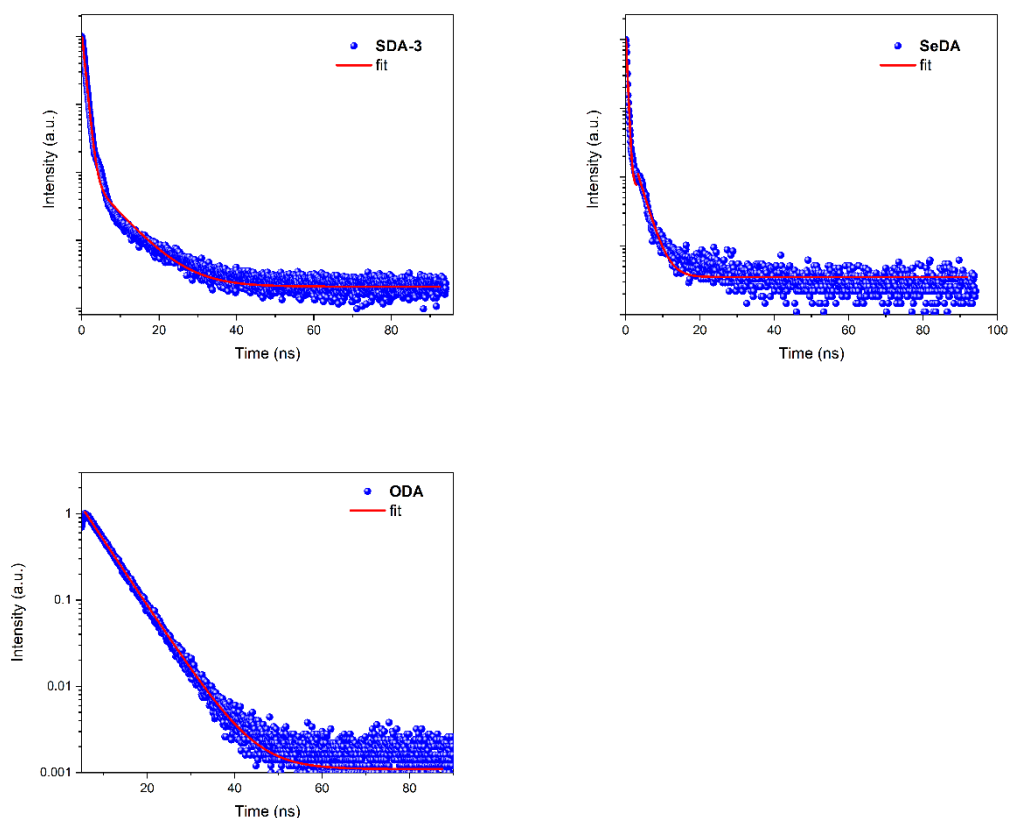 SDA-3
fit
Intensity (a.u.)
0 20 40 60 80
Time (ns)
SeDA
fit
Intensity (a.u.)
0 20 40 60 80 100
Time (ns)
ODA
fit
1
0.1
0.01
0.001
Intensity (a.u.)
20 40 60 80
Time (ns)